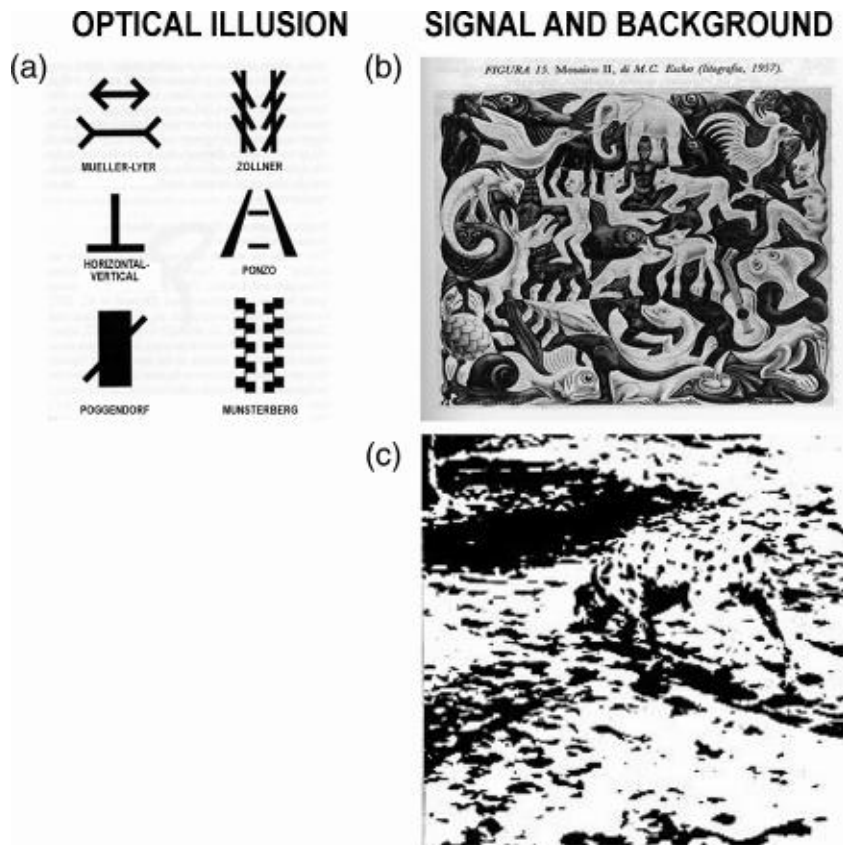 OPTICAL ILLUSION
SIGNAL AND BACKGROUND
(a)
MUELLER-LYER
ZOLLNER
HORIZONTAL-
VERTICAL
PONZO
POGGENDORF
MUNSTERBERG
(b)
FIGURA 15. Mosaico II, di M.C. Escher (litografia, 1957).
(c)